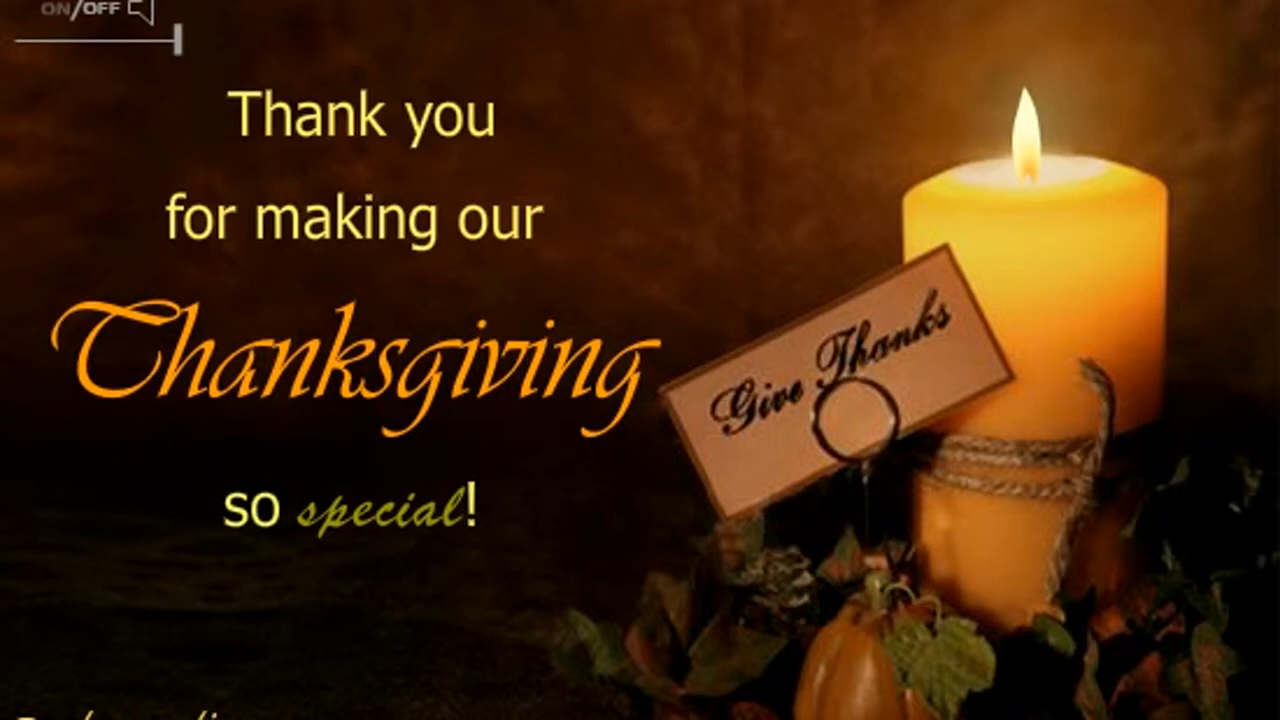 ON/OFF
Thank you
for making our
Thanksgiving
so special!
Give Thanks